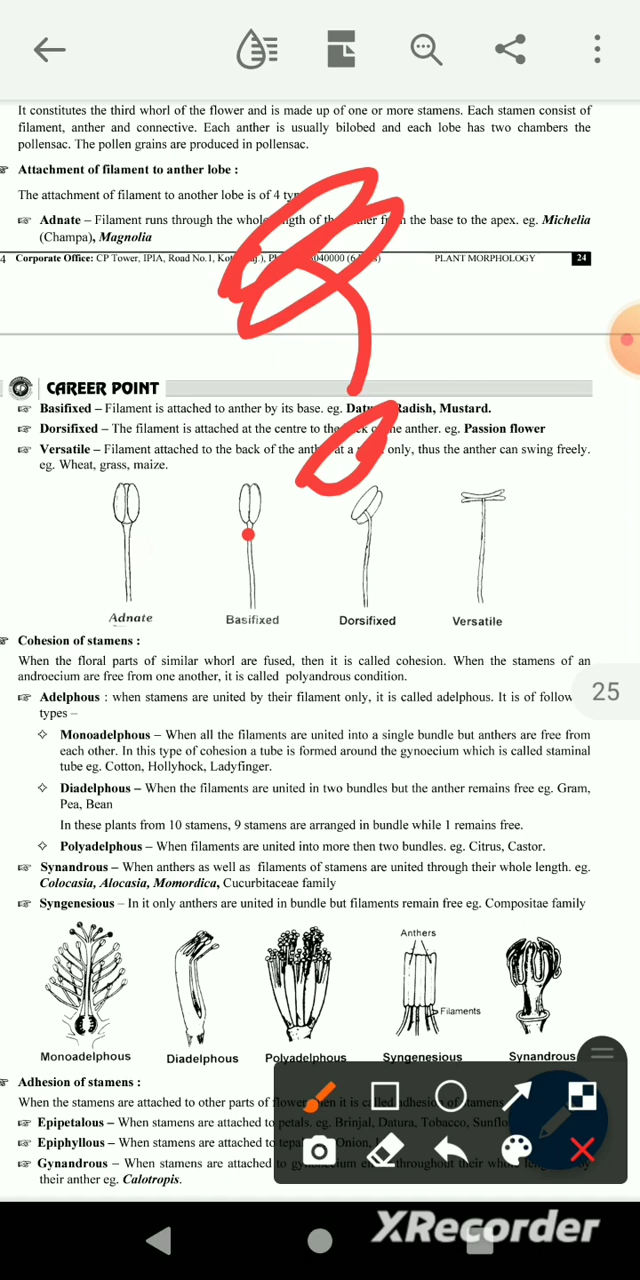 It constitutes the third whorl of the flower and is made up of one or more stamens. Each stamen consist of
filament, anther and connective. Each anther is usually bilobed and each lobe has two chambers the
pollensac. The pollen grains are produced in pollensac.
Attachment of filament to anther lobe :
The attachment of filament to another lobe is of 4
Adnate – Filament runs through the whole of the from the base to the apex. eg. Michelia
(Champa), Magnolia
4 Corporate Office: CP Tower, IPIA, Road No.1, PLANT MORPHOLOGY 24
CAREER POINT
Basifixed – Filament is attached to anther by its base. eg. Radish, Mustard.
Dorsifixed – The filament is attached at the centre to the anther. eg. Passion flower
Versatile – Filament attached to the back of the at a only, thus the anther can swing freely.
eg. Wheat, grass, maize.
Adnate Basifixed Dorsifixed Versatile
Cohesion of stamens :
When the floral parts of similar whorl are fused, then it is called cohesion. When the stamens of an
androecium are free from one another, it is called polyandrous condition.
25
Adelphous : when stamens are united by their filament only, it is called adelphous. It is of
types –
Monoadelphous – When all the filaments are united into a single bundle but anthers are free from
each other. In this type of cohesion a tube is formed around the gynoecium which is called staminal
tube eg. Cotton, Hollyhock, Ladyfinger.
Diadelphous – When the filaments are united in two bundles but the anther remains free eg. Gram,
Pea, Bean
In these plants from 10 stamens, 9 stamens are arranged in bundle while 1 remains free.
Polyadelphous – When filaments are united into more then two bundles. eg. Citrus, Castor.
Synandrous – When anthers as well as filaments of stamens are united through their whole length. eg.
Colocasia, Alocasia, Momordica, Cucurbitaceae family
Syngenesious – In it only anthers are united in bundle but filaments remain free eg. Compositae family
Anthers
Filaments
Monoadelphous Diadelphous Polyadelphous Syngenesious Synandrous
Adhesion of stamens :
When the stamens are attached to other parts of flower, it is called adhesion of stamens
Epipetalous – When stamens are attached to petals. eg. Brinjal, Datura, Tobacco,
Epiphyllous – When stamens are attached to Onion,
Gynandrous – When stamens are attached to gynoecium throughout their
their anther eg. Calotropis.
XRecorder